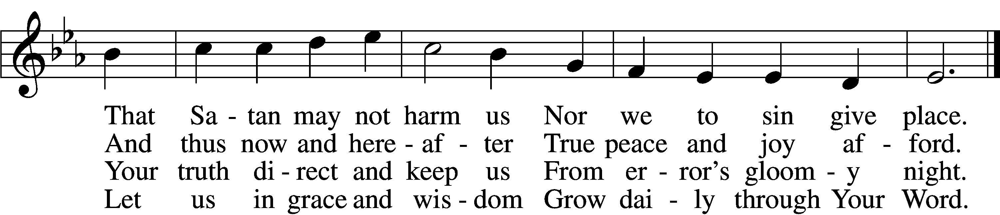 That Sa - tan may not harm us Nor we to sin give place.
And thus now and here - af - ter True peace and joy af - ford.
Your truth di - rect and keep us From er - ror's gloom - y night.
Let us in grace and wis - dom Grow dai - ly through Your Word.